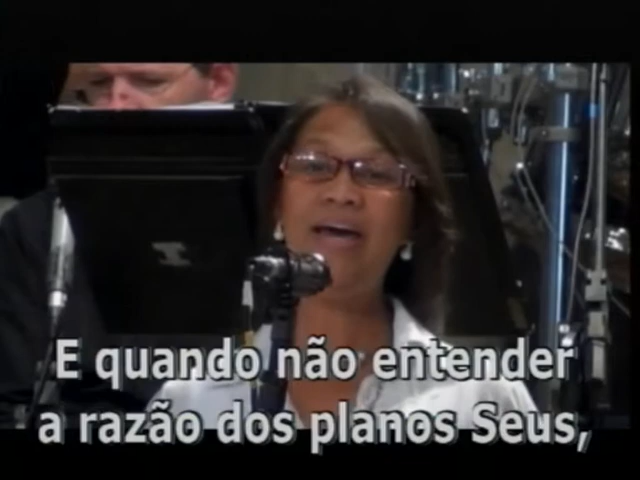 E quando não entender
a razão dos planos Seus,